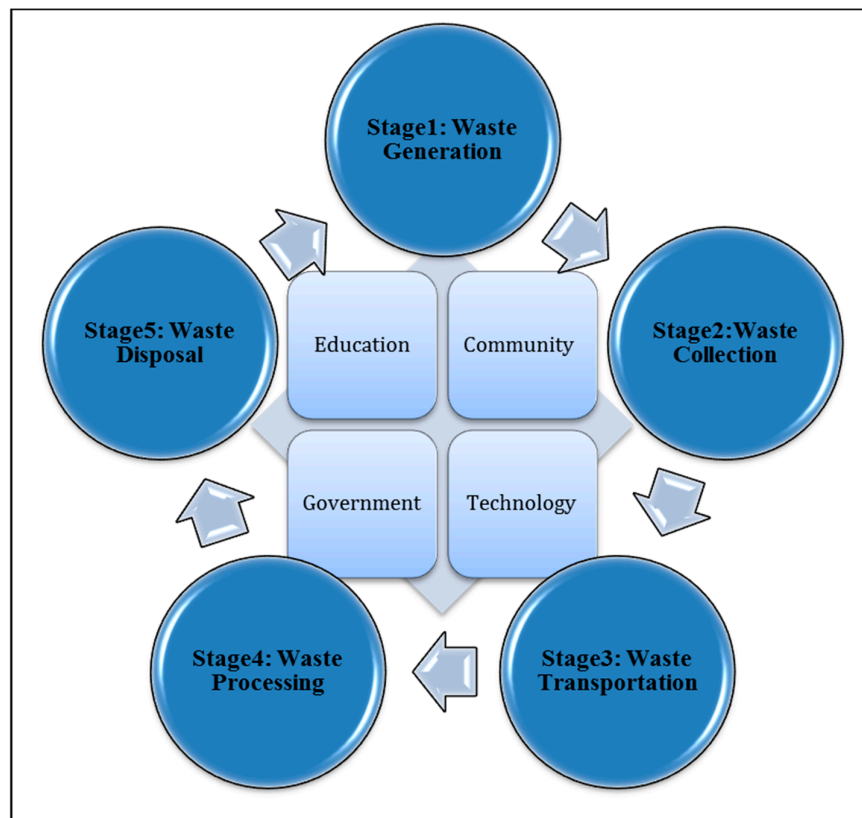 Stage1: Waste
Generation
Stage2:Waste
Collection
Stage3: Waste
Transportation
Stage4: Waste
Processing
Stage5: Waste
Disposal
Education
Community
Government
Technology